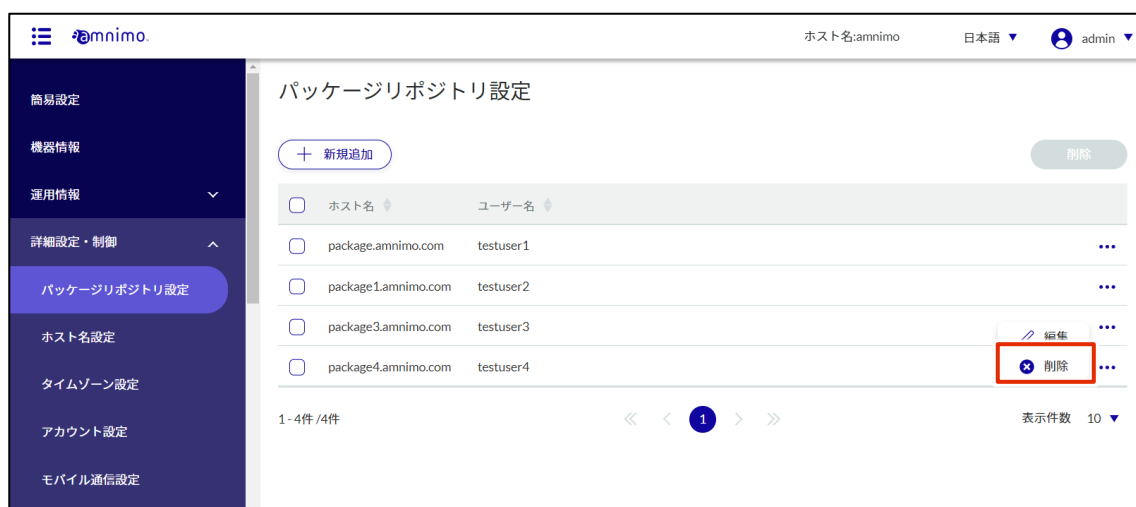 amnimo.
ホスト名:amnimo
日本語 ▼
admin ▼
簡易設定
機器情報
運用情報
詳細設定・制御
パッケージリポジトリ設定
ホスト名設定
タイムゾーン設定
アカウント設定
モバイル通信設定
パッケージリポジトリ設定
+ 新規追加
削除
ホスト名 ユーザー名
package.amnimo.com testuser1
package1.amnimo.com testuser2
package3.amnimo.com testuser3
編集
package4.amnimo.com testuser4
削除
1 - 4件 /4件
≪ < 1 > ≫
表示件数 10 ▼